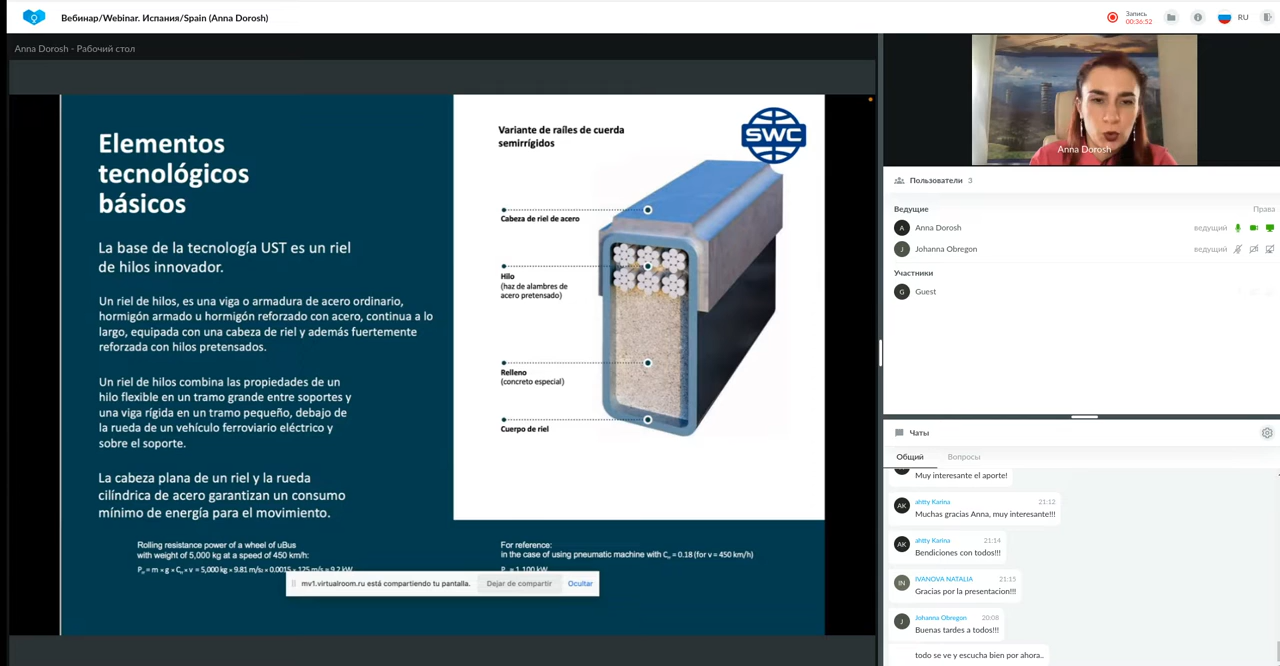 Вебинар/Webinar. Испания/Spain (Anna Dorosh)
Запись
00:36:52
RU
Anna Dorosh - Рабочий стол
Elementos
tecnológicos
básicos
La base de la tecnología UST es un riel
de hilos innovador.
Un riel de hilos, es una viga o armadura de acero ordinario,
hormigón armado u hormigón reforzado con acero, continua a lo
largo, equipada con una cabeza de riel y además fuertemente
reforzada con hilos pretensados.
Un riel de hilos combina las propiedades de un
hilo flexible en un tramo grande entre soportes y
una viga rígida en un tramo pequeño, debajo de
la rueda de un vehículo ferroviario eléctrico y
sobre el soporte.
La cabeza plana de un riel y la rueda
cilíndrica de acero garantizan un consumo
mínimo de energía para el movimiento.
Variante de raíles de cuerda
semirrígidos
SWC
Cabeza de riel de acero
Hilo
(haz de alambres de
acero pretensado)
Relleno
(concreto especial)
Cuerpo de riel
Rolling resistance power of a wheel of uBus
with weight of 5,000 kg at a speed of 450 km/h:
For reference:
in the case of using pneumatic machine with C = 0.18 (for v = 450 km/h)
mv1.virtualroom.ru está compartiendo tu pantalla.
Dejar de compartir
Ocultar
Anna Dorosh
Пользователи 3
Ведущие
Права
A
Anna Dorosh
ведущий
J
Johanna Obregon
ведущий
Участники
G
Guest
Чаты
Общий
Вопросы
Muy interesante el aporte!
AK
ahtty Karina
21:12
Muchas gracias Anna, muy interesante!!!
AK
ahtty Karina
21:14
Bendiciones con todos!!!
IN
IVANOVA NATALIA
21:15
Gracias por la presentacion!!!
J
Johanna Obregon
20:08
Buenas tardes a todos!!!
todo se ve y escucha bien por ahora..